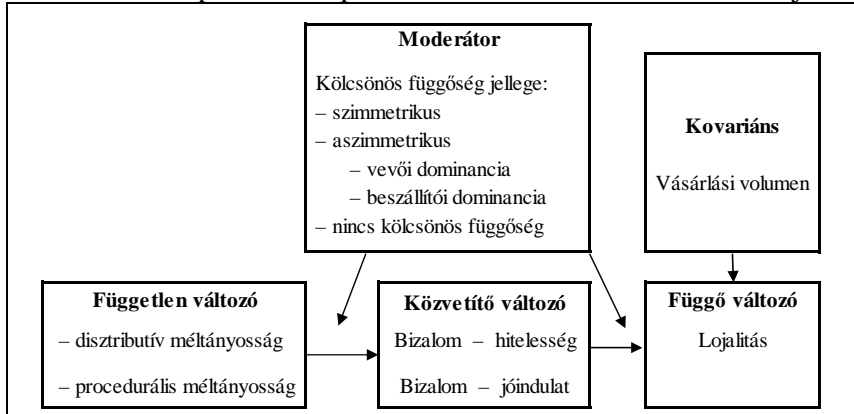 Moderátor
Kölcsönös függőség jellege:
– szimmetrikus
– aszimmetrikus
– vevői dominancia
– beszállítói dominancia
– nincs kölcsönös függőség
Kovariáns
Vásárlási volumen
Független változó
– disztributív méltányosság
– procedurális méltányosság
Közvetítő változó
Bizalom – hitelesség
Bizalom – jóindulat
Függő változó
Lojalitás